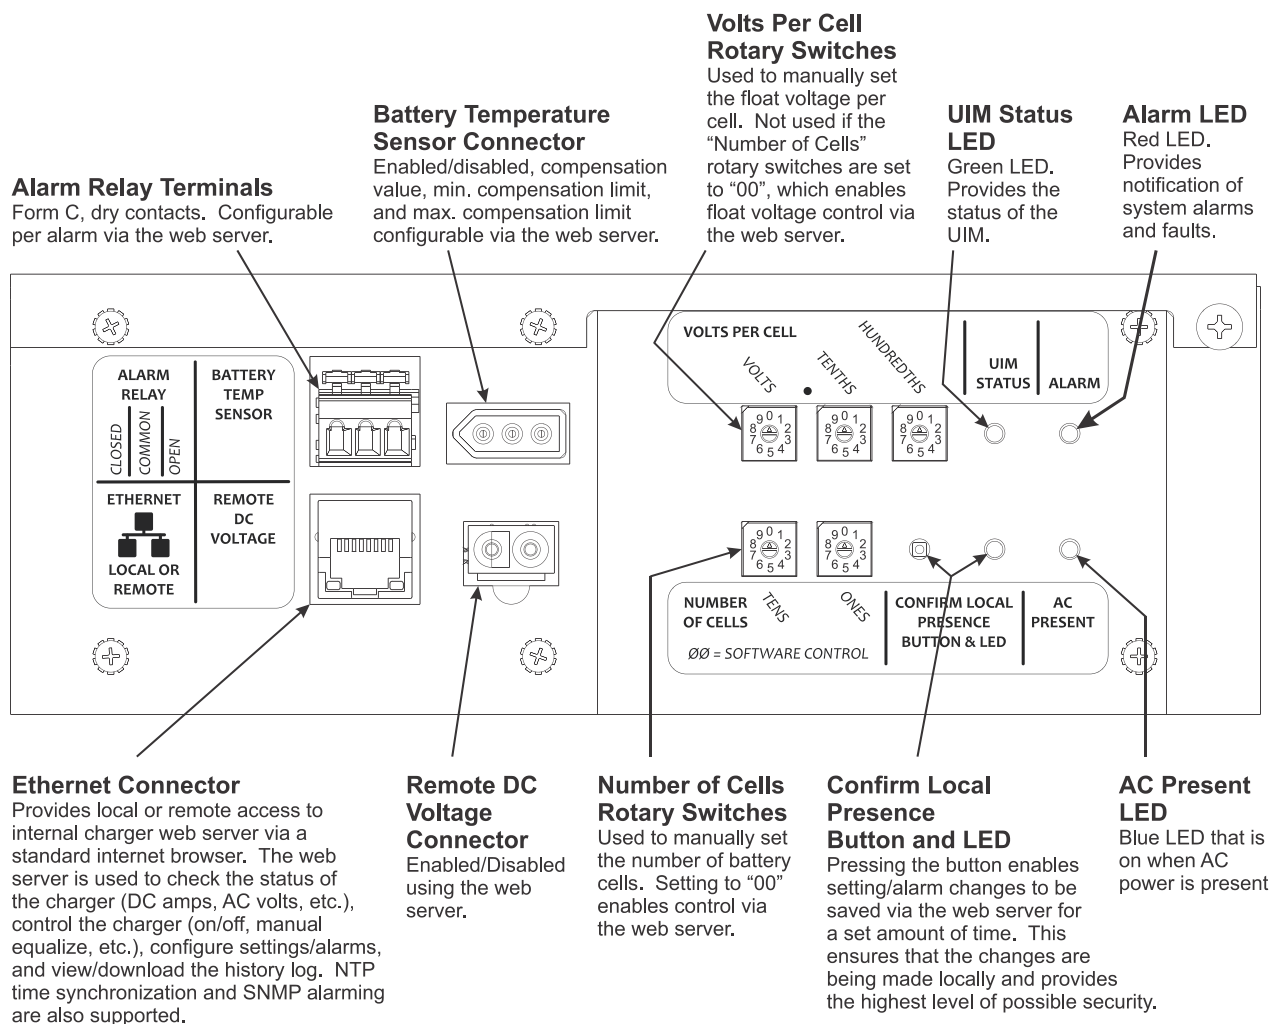 Volts Per Cell
Rotary Switches
Used to manually set
the float voltage per
cell.  Not used if the
“Number of Cells”
rotary switches are set
to “00”, which enables
float voltage control via
the web server.
Battery Temperature
Sensor Connector
Enabled/disabled, compensation
value, min. compensation limit,
and max. compensation limit
configurable via the web server.
UIM Status
LED
Green LED.
Provides the
status of the
UIM.
Alarm LED
Red LED.
Provides
notification of
system alarms
and faults.
Alarm Relay Terminals
Form C, dry contacts.  Configurable
per alarm via the web server.
ALARM
RELAY
CLOSED
COMMON
OPEN
BATTERY
TEMP
SENSOR
ETHERNET
LOCAL OR
REMOTE
REMOTE
DC
VOLTAGE
VOLTS PER CELL
VOLTS
TENTHS
HUNDREDTHS
UIM
STATUS
ALARM
0 1 2 3 4 5 6 7 8 9
0 1 2 3 4 5 6 7 8 9
0 1 2 3 4 5 6 7 8 9
0 1 2 3 4 5 6 7 8 9
0 1 2 3 4 5 6 7 8 9
NUMBER
OF CELLS
TENS
ONES
ØØ = SOFTWARE CONTROL
CONFIRM LOCAL
PRESENCE
BUTTON & LED
AC
PRESENT
Ethernet Connector
Provides local or remote access to
internal charger web server via a
standard internet browser.  The web
server is used to check the status of
the charger (DC amps, AC volts, etc.),
control the charger (on/off, manual
equalize, etc.), configure settings/alarms,
and view/download the history log.  NTP
time synchronization and SNMP alarming
are also supported.
Remote DC
Voltage
Connector
Enabled/Disabled
using the web
server.
Number of Cells
Rotary Switches
Used to manually set
the number of battery
cells.  Setting to “00”
enables control via
the web server.
Confirm Local
Presence
Button and LED
Pressing the button enables
setting/alarm changes to be
saved via the web server for
a set amount of time.  This
ensures that the changes are
being made locally and provides
the highest level of possible security.
AC Present
LED
Blue LED that is
on when AC
power is present